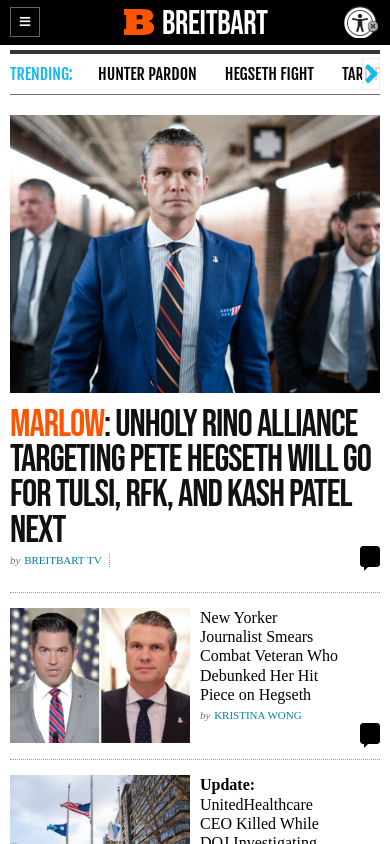 BREITBART
TRENDING: HUNTER PARDON HEGSETH FIGHT
MARLOW: UNHOLY RINO ALLIANCE
TARGETING PETE HEGSETH WILL GO
FOR TULSI, RFK, AND KASH PATEL
NEXT
by BREITBART TV
New Yorker
Journalist Smears
Combat Veteran Who
Debunked Her Hit
Piece on Hegseth
by KRISTINA WONG
Update:
UnitedHealthcare
CEO Killed While
DOJ Investigating